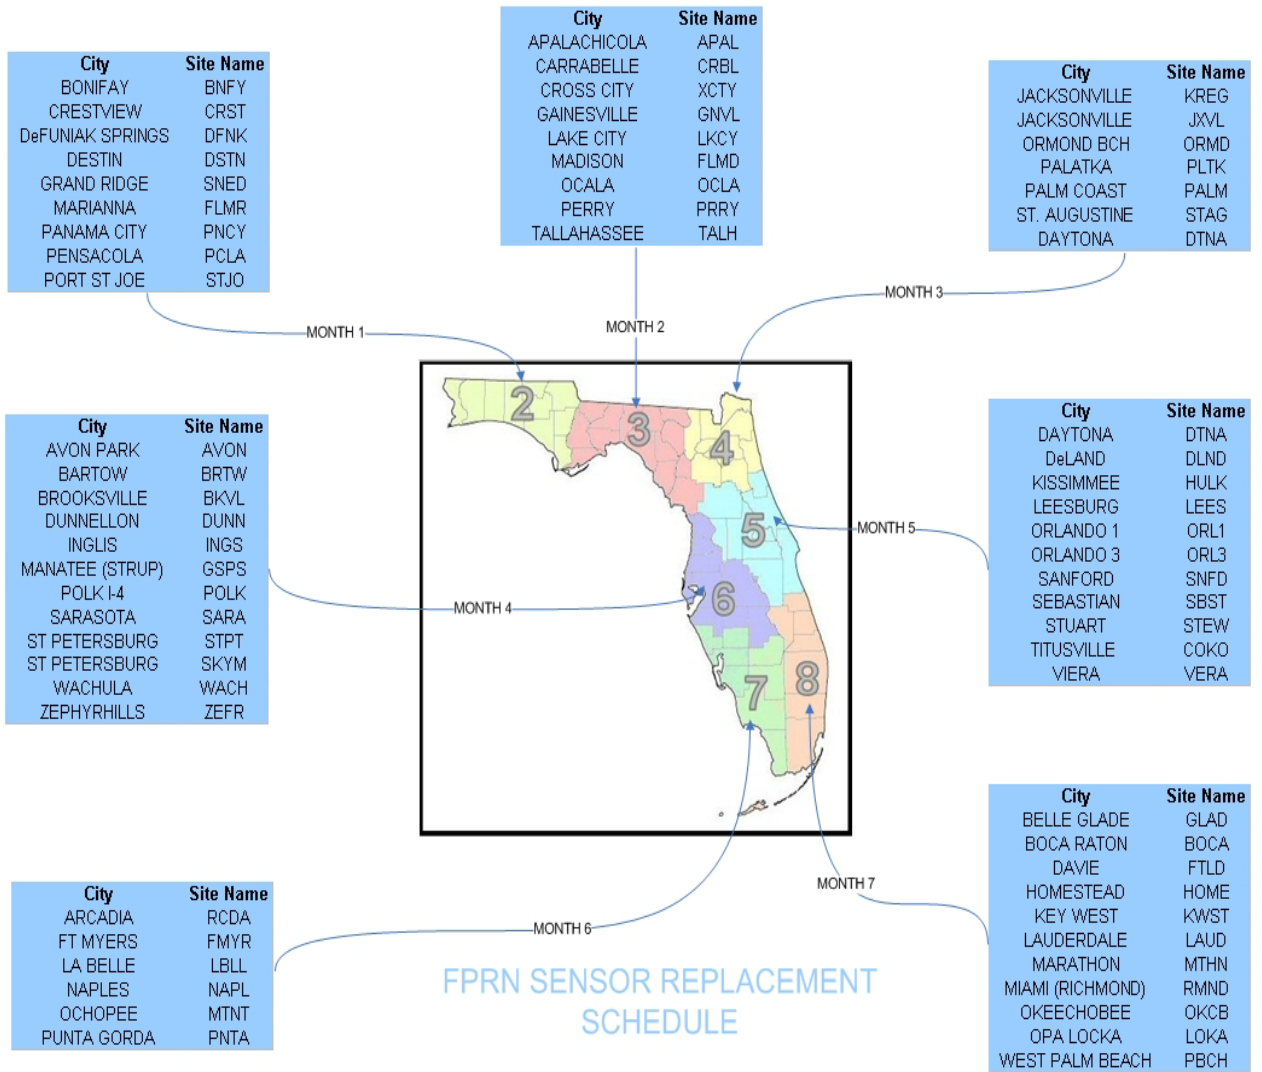 City Site Name
BONIFAY BNFY
CRESTVIEW CRST
DeFUNIAK SPRINGS DFNK
DESTIN DSTN
GRAND RIDGE SNED
MARIANNA FLMR
PANAMA CITY PNCY
PENSACOLA PCLA
PORT ST JOE STJO
MONTH 1
City Site Name
APALACHICOLA APAL
CARRABELLE CRBL
CROSS CITY XCTY
GAINESVILLE GNVL
LAKE CITY LKCY
MADISON FLMD
OCALA OCLA
PERRY PRRY
TALLAHASSEE TALH
MONTH 2
City Site Name
JACKSONVILLE KREG
JACKSONVILLE JXVL
ORMOND BCH ORMD
PALATKA PLTK
PALM COAST PALM
ST. AUGUSTINE STAG
DAYTONA DTNA
MONTH 3
City Site Name
AVON PARK AVON
BARTOW BRTW
BROOKSVILLE BKVL
DUNNELLON DUNN
INGLIS INGS
MANATEE (STRUP) GSPS
POLK I-4 POLK
SARASOTA SARA
ST PETERSBURG STPT
ST PETERSBURG SKYM
WACHULA WACH
ZEPHYRHILLS ZEFR
MONTH 4
2
3
4
5
6
7
8
City Site Name
DAYTONA DTNA
DeLAND DLND
KISSIMMEE HULK
LEESBURG LEES
ORLANDO 1 ORL1
ORLANDO 3 ORL3
SANFORD SNFD
SEBASTIAN SBST
STUART STEW
TITUSVILLE COKO
VIERA VERA
MONTH 5
City Site Name
ARCADIA RCDA
FT MYERS FMYR
LA BELLE LBLL
NAPLES NAPL
OCHOPEE MTNT
PUNTA GORDA PNTA
MONTH 6
City Site Name
BELLE GLADE GLAD
BOCA RATON BOCA
DAVIE FTLD
HOMESTEAD HOME
KEY WEST KWST
LAUDERDALE LAUD
MARATHON MTHN
MIAMI (RICHMOND) RMND
OKEECHOBEE OKCB
OPA LOCKA LOKA
WEST PALM BEACH PBCH
MONTH 7
FPRN SENSOR REPLACEMENT
SCHEDULE